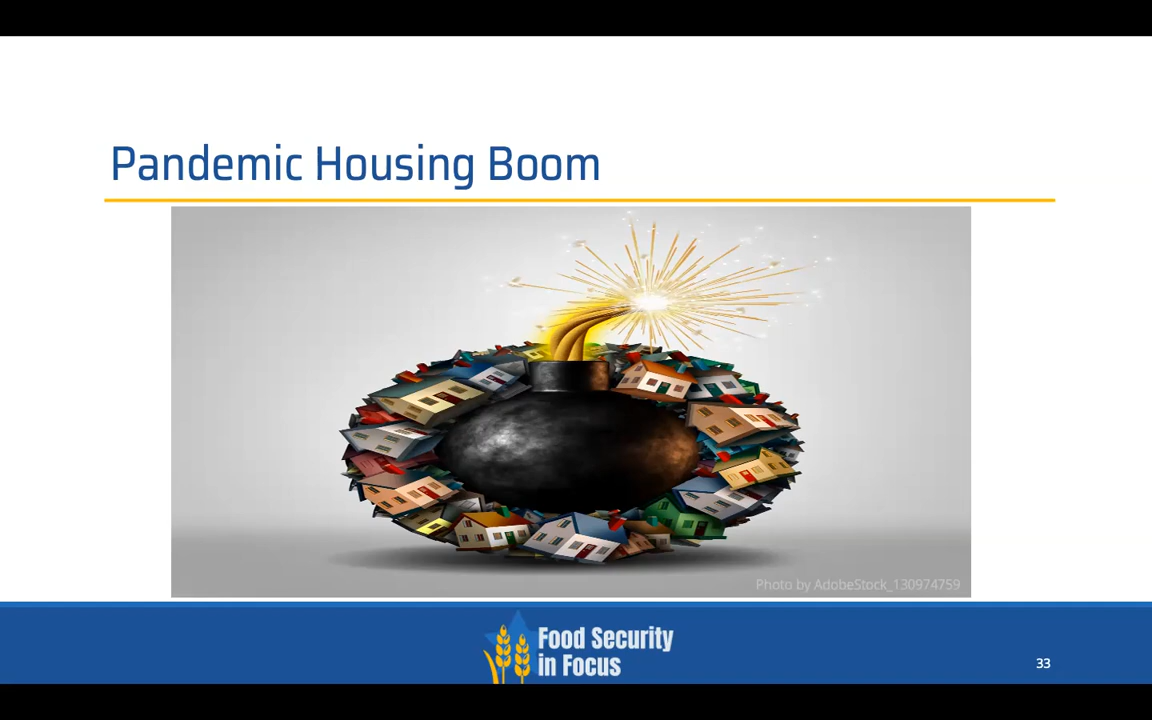 Pandemic Housing Boom
Photo by AdobeStock_130974759
Food Security
in Focus
33